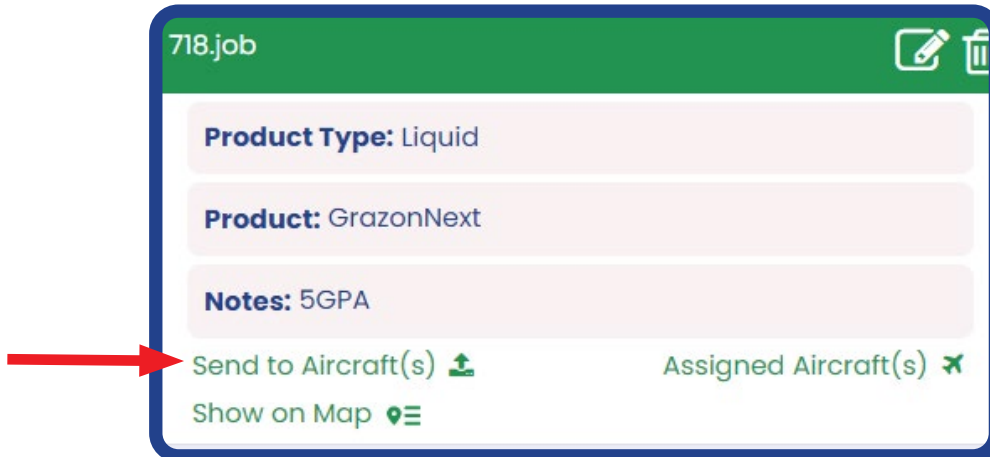 718.job
Product Type: Liquid
Product: GrazonNext
Notes: 5GPA
Send to Aircraft(s) Assigned Aircraft(s)
Show on Map